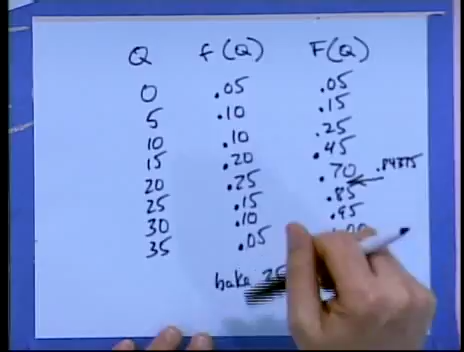 Q f(Q) F(Q)
0 .05 .05
5 .10 .15
10 .10 .25
15 .20 .45
20 .25 .70 .84375
25 .15 .85
30 .10 .95
35 .05
bake